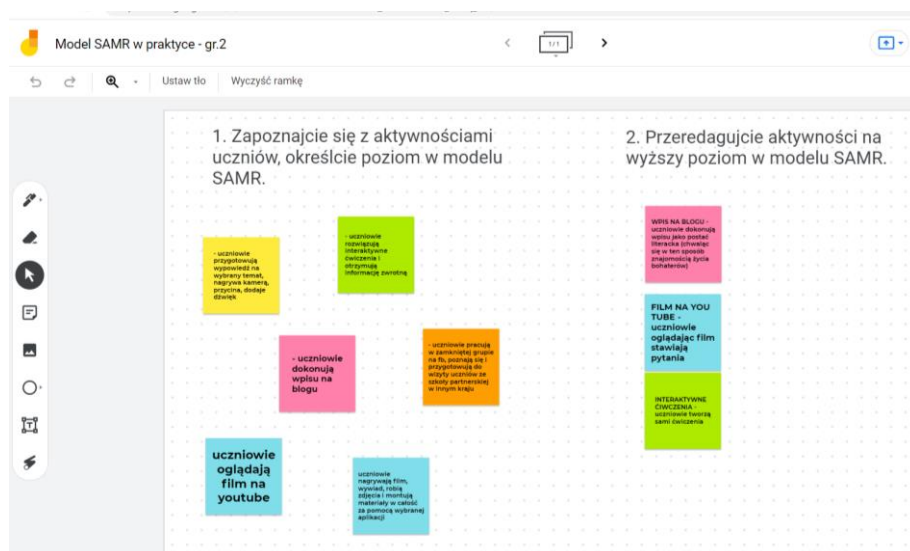 Model SAMR w praktyce - gr.2
1/1
Ustaw tło
Wyczyść ramkę
1. Zapoznajcie się z aktywnościami
uczniów, określcie poziom w modelu
SAMR.
2. Przeredagujcie aktywności na
wyższy poziom w modelu SAMR.
- uczniowie
przygotowują
wypowiedź na
wybrany temat,
nagrywa kamerą,
przycina, dodaje
dźwięk
- uczniowie
rozwiązują
interaktywne
ćwiczenia i
otrzymują
informację zwrotną
- uczniowie
dokonują
wpisu na
blogu
- uczniowie pracują
w zamkniętej grupie
na fb, poznają się i
przygotowują do
wizyty uczniów ze
szkoły partnerskiej
w innym kraju
uczniowie
oglądają
film na
youtube
uczniowie
nagrywają film,
wywiad, robią
zdjęcia i montują
materiały w całość
za pomocą wybranej
aplikacji
WPIS NA BLOGU -
uczniowie dokonują
wpisu jako postać
literacka (chwaląc
się w ten sposób
znajomością życia
bohaterów)
FILM NA YOU
TUBE -
uczniowie
oglądając film
stawiają
pytania
INTERAKTYWNE
ĆWICZENIA -
uczniowie tworzą
sami ćwiczenia